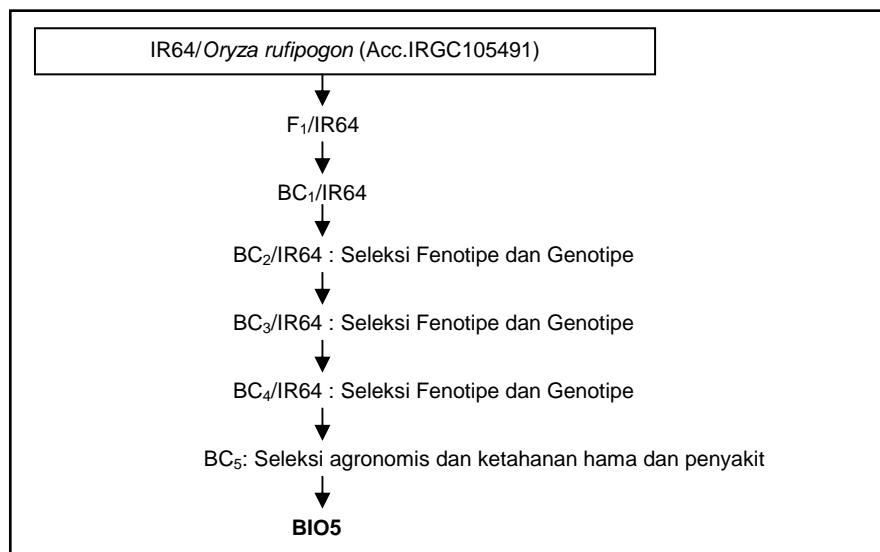 IR64/Oryza rufipogon (Acc.IRGC105491)
F₁/IR64
BC₁/IR64
BC₂/IR64 : Seleksi Fenotipe dan Genotipe
BC₃/IR64 : Seleksi Fenotipe dan Genotipe
BC₄/IR64 : Seleksi Fenotipe dan Genotipe
BC₅: Seleksi agronomis dan ketahanan hama dan penyakit
BIO5